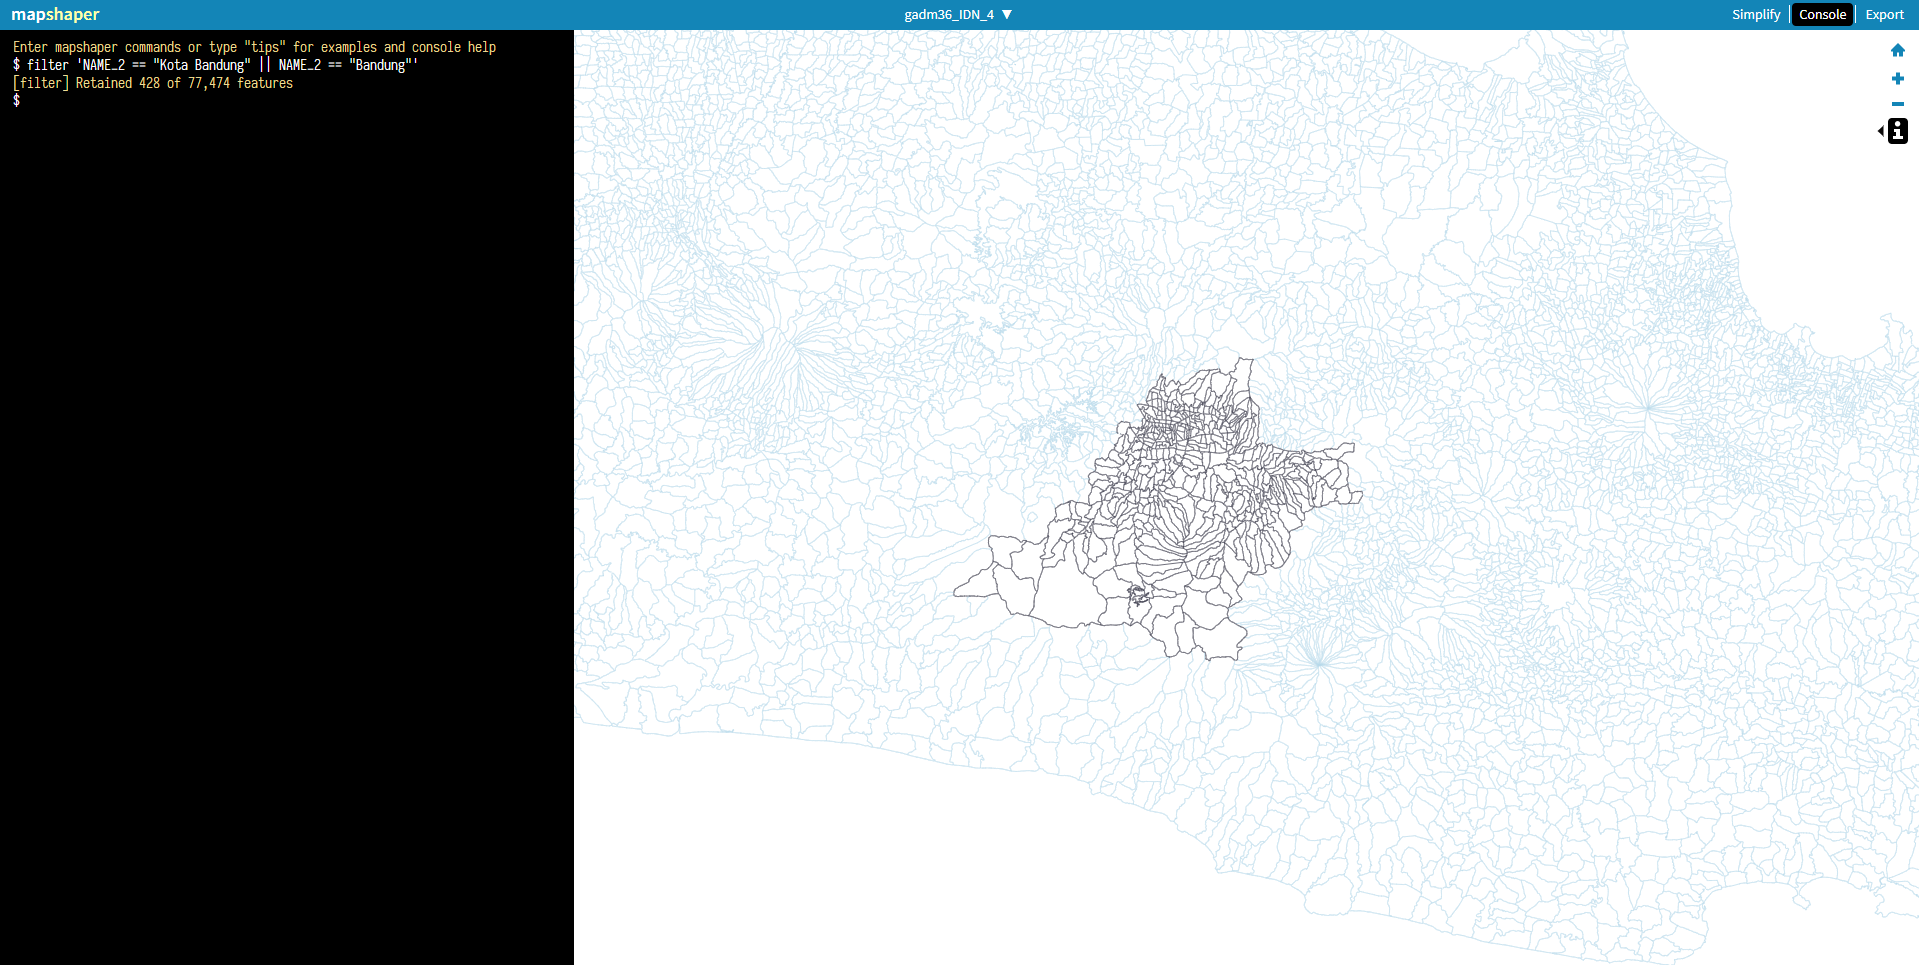 mapshaper
gadm36_IDN_4 ▼
Simplify
Console
Export
Enter mapshaper commands or type "tips" for examples and console help
$ filter 'NAME_2 == "Kota Bandung" || NAME_2 == "Bandung"'
[filter] Retained 428 of 77,474 features
$